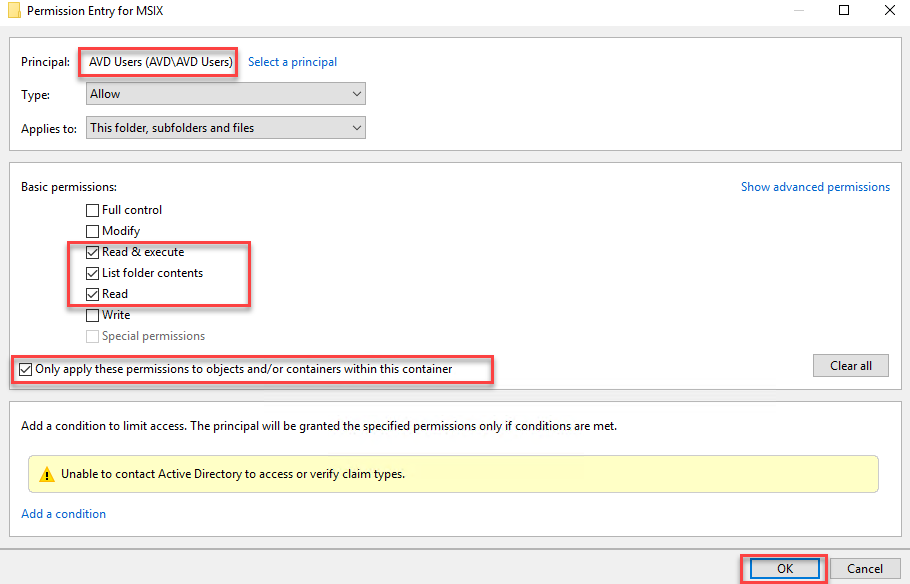 Permission Entry for MSIX
Principal: AVD Users (AVD\AVD Users) Select a principal
Type: Allow
Applies to: This folder, subfolders and files
Basic permissions: Show advanced permissions
Full control
Modify
Read & execute
List folder contents
Read
Write
Special permissions
Only apply these permissions to objects and/or containers within this container Clear all
Add a condition to limit access. The principal will be granted the specified permissions only if conditions are met.
Unable to contact Active Directory to access or verify claim types.
Add a condition
OK Cancel